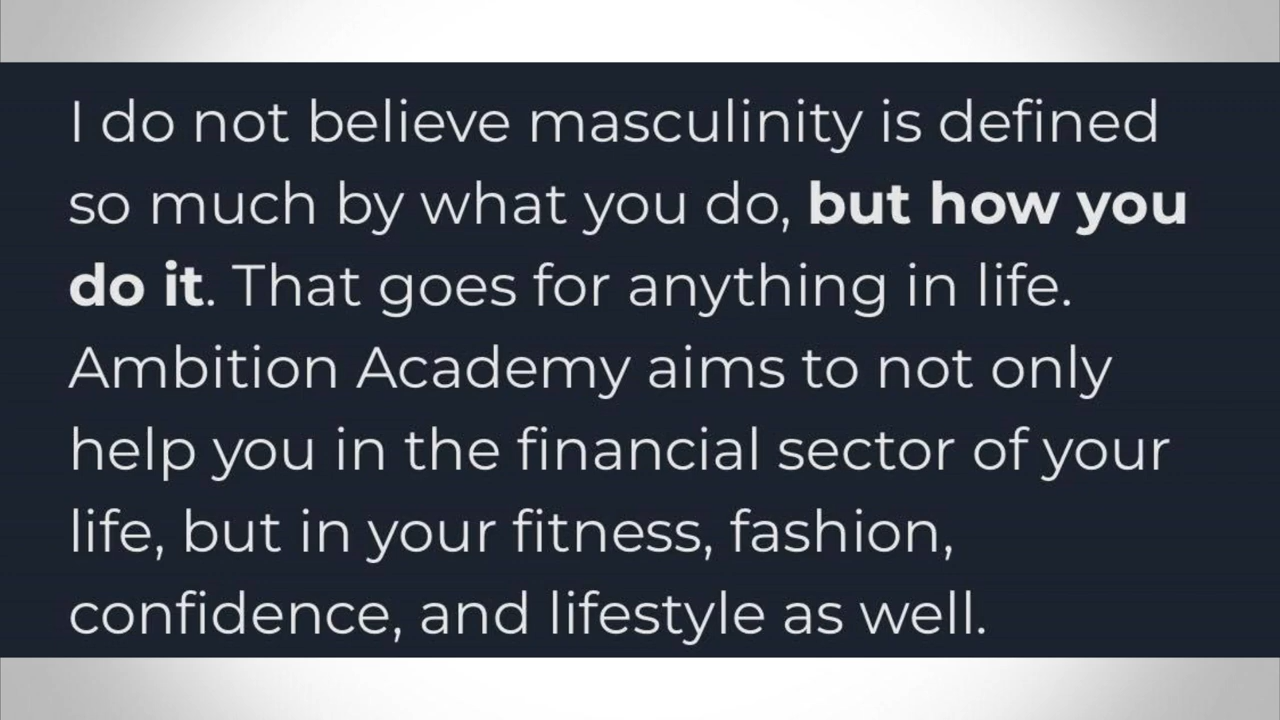 I do not believe masculinity is defined
so much by what you do, but how you
do it. That goes for anything in life.
Ambition Academy aims to not only
help you in the financial sector of your
life, but in your fitness, fashion,
confidence, and lifestyle as well.